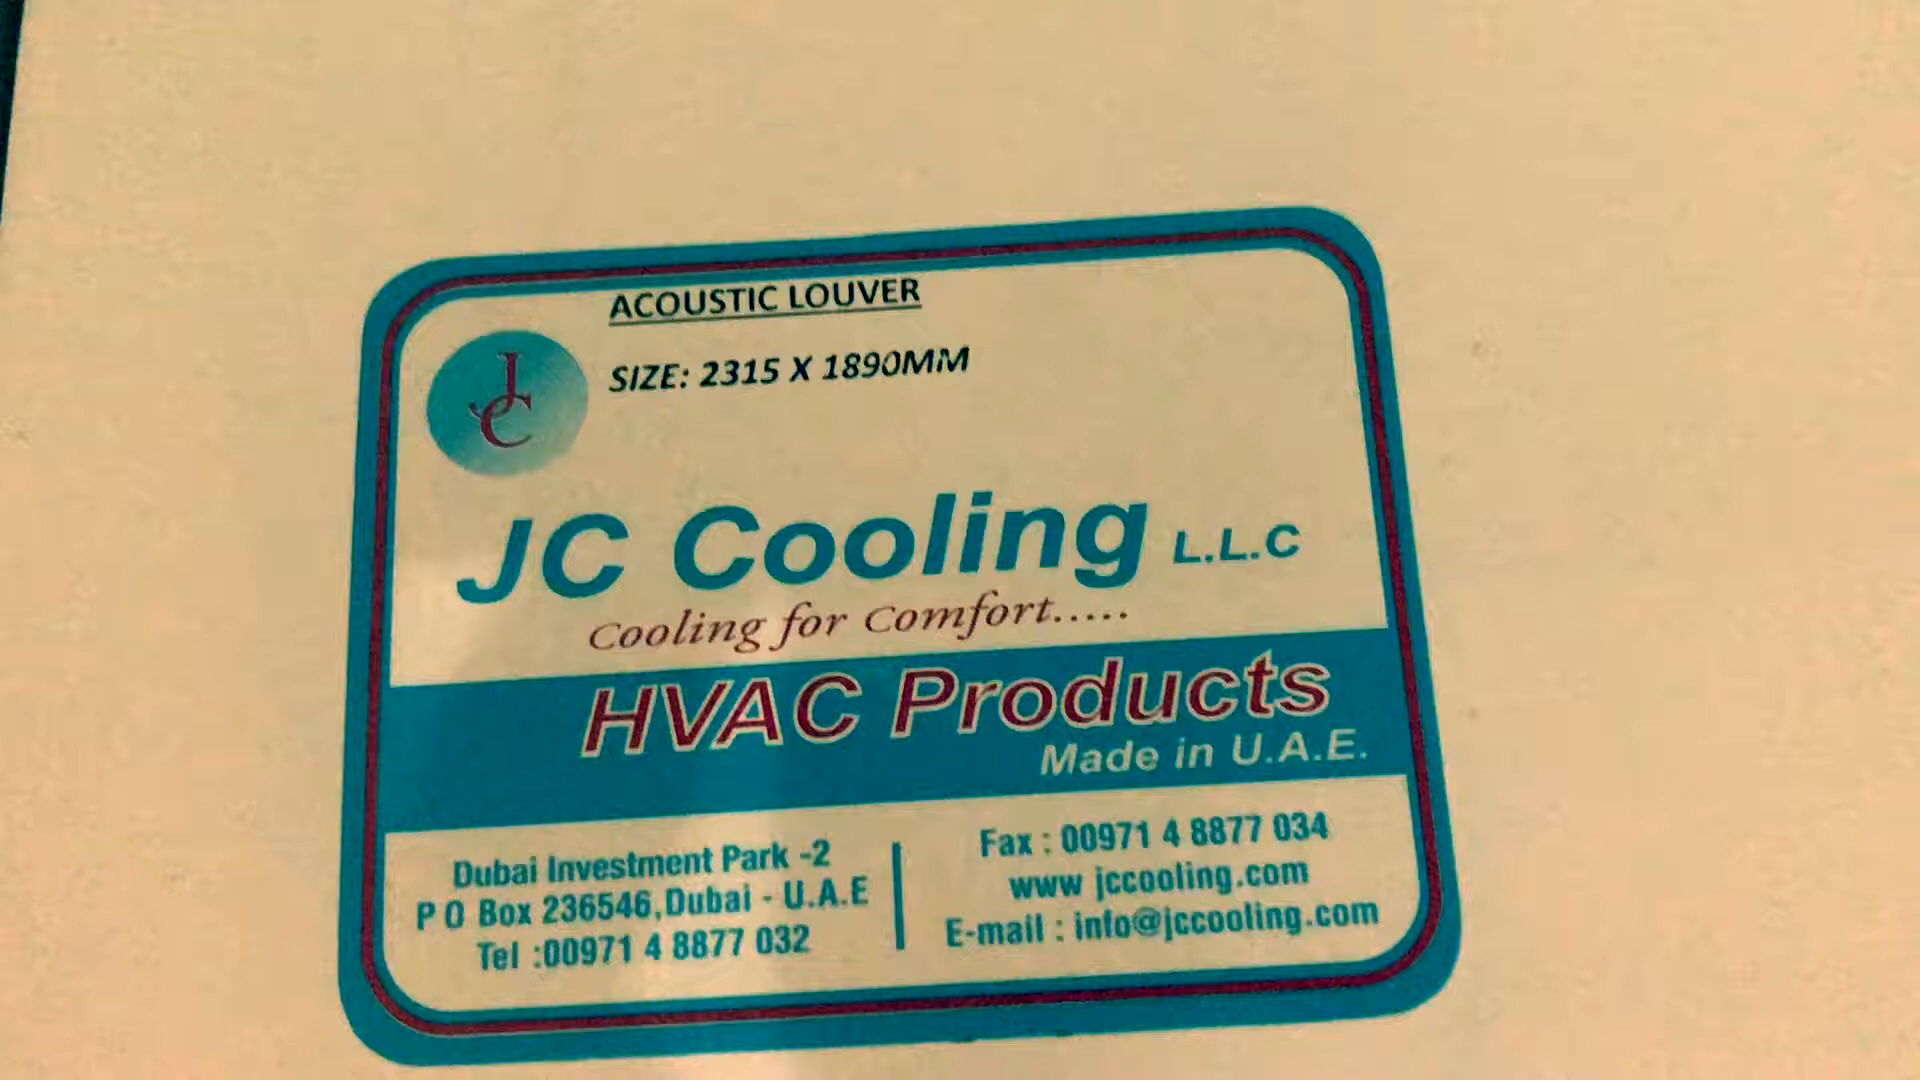 ACOUSTIC LOUVER
SIZE: 2315 X 1890MM
JC
JC Cooling L.L.C
Cooling for Comfort.....
HVAC Products
Made in U.A.E.
Dubai Investment Park -2
P O Box 236546,Dubai - U.A.E
Tel :00971 4 8877 032
Fax : 00971 4 8877 034
www jccooling.com
E-mail : info@jccooling.com